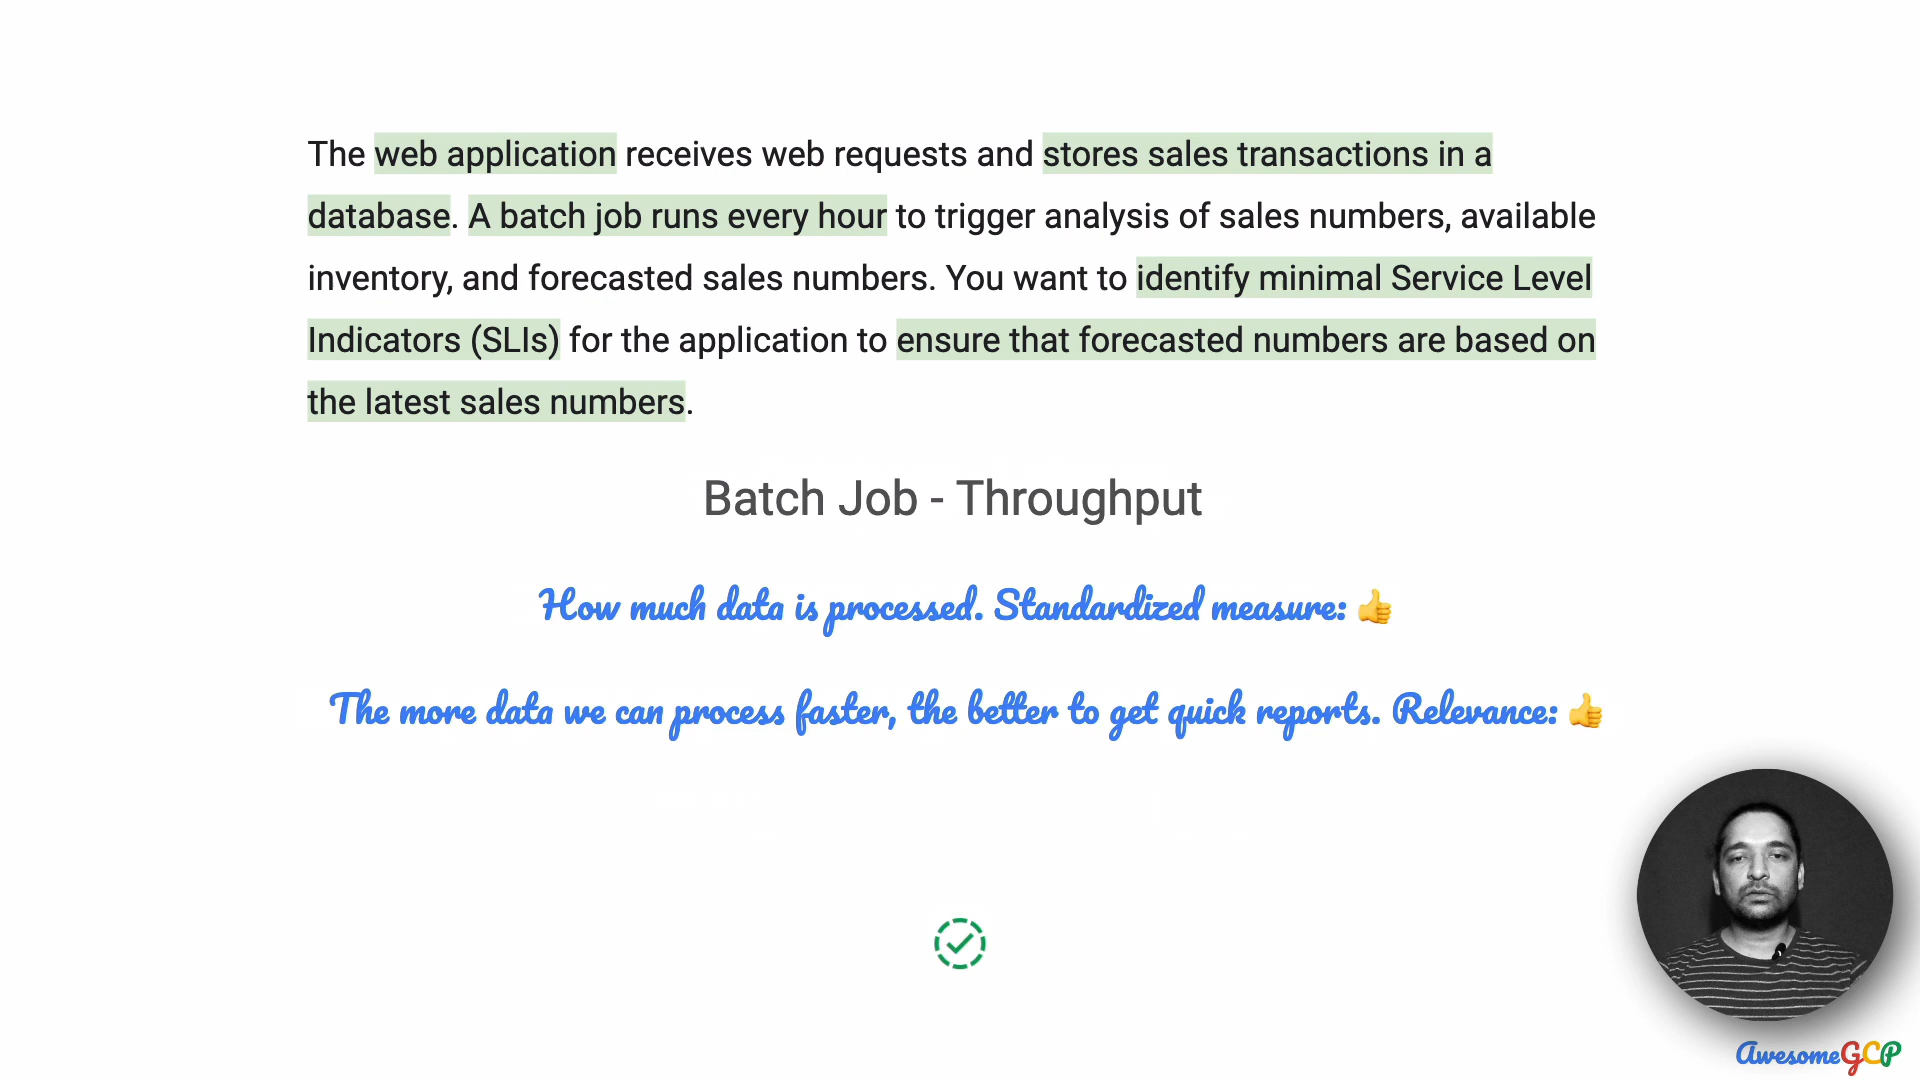 The web application receives web requests and stores sales transactions in a
database. A batch job runs every hour to trigger analysis of sales numbers, available
inventory, and forecasted sales numbers. You want to identify minimal Service Level
Indicators (SLIs) for the application to ensure that forecasted numbers are based on
the latest sales numbers.
Batch Job - Throughput
How much data is processed. Standardized measure: 👍
The more data we can process faster, the better to get quick reports. Relevance: 👍
AwesomeGCP